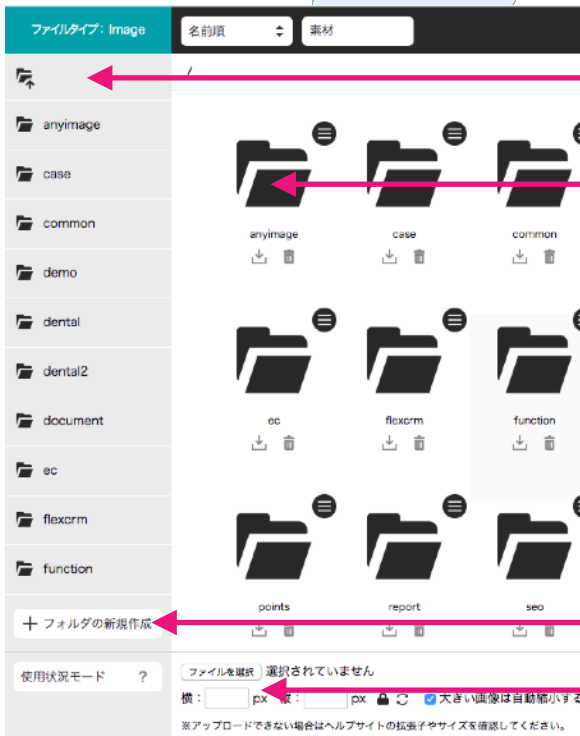 ファイルタイプ: Image
名前順
素材
/
anyimage
case
common
demo
dental
dental2
document
ec
flexcrm
function
+ フォルダの新規作成
使用状況モード ?
anyimage case common
ec flexcrm function
points report seo
ファイルを選択 選択されていません
横: px 縦: px 大きい画像は自動縮小する
※アップロードできない場合はヘルプサイトの拡張子やサイズを確認してください。